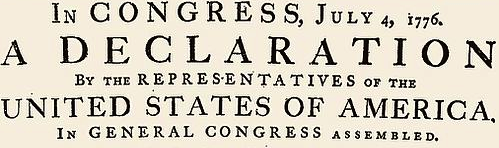 IN CONGRESS, JULY 4, 1776.
A DECLARATION
BY THE REPRESENTATIVES OF THE
UNITED STATES OF AMERICA,
IN GENERAL CONGRESS ASSEMBLED.